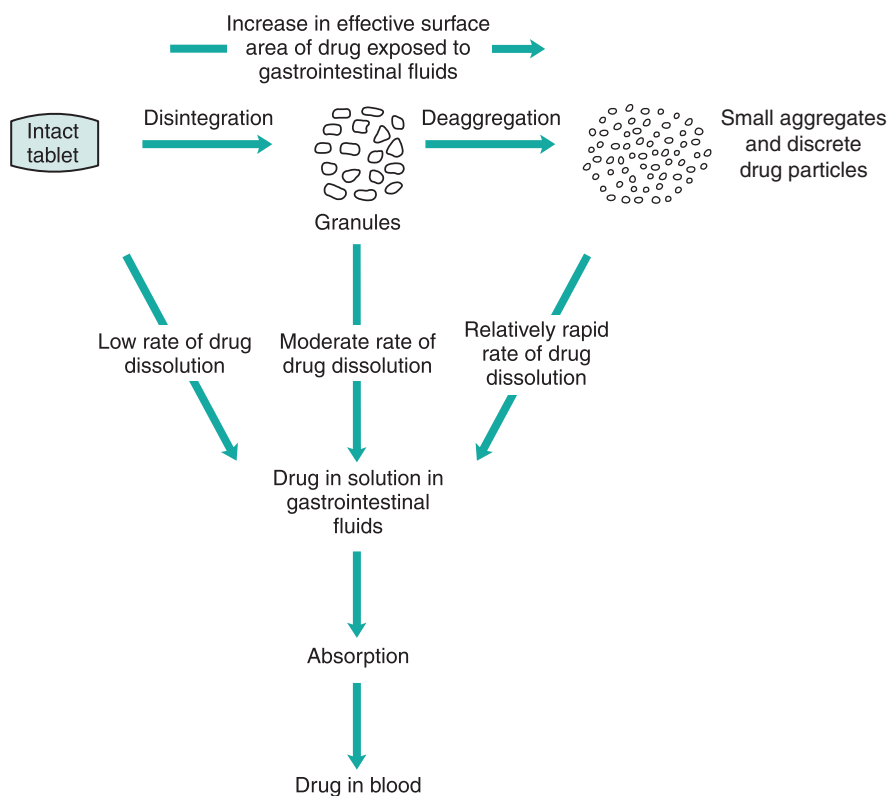 Increase in effective surface
area of drug exposed to
gastrointestinal fluids
Intact
tablet
Disintegration
Deaggregation
Small aggregates
and discrete
drug particles
Granules
Low rate of drug
dissolution
Moderate rate of
drug dissolution
Relatively rapid
rate of drug
dissolution
Drug in solution in
gastrointestinal
fluids
Absorption
Drug in blood